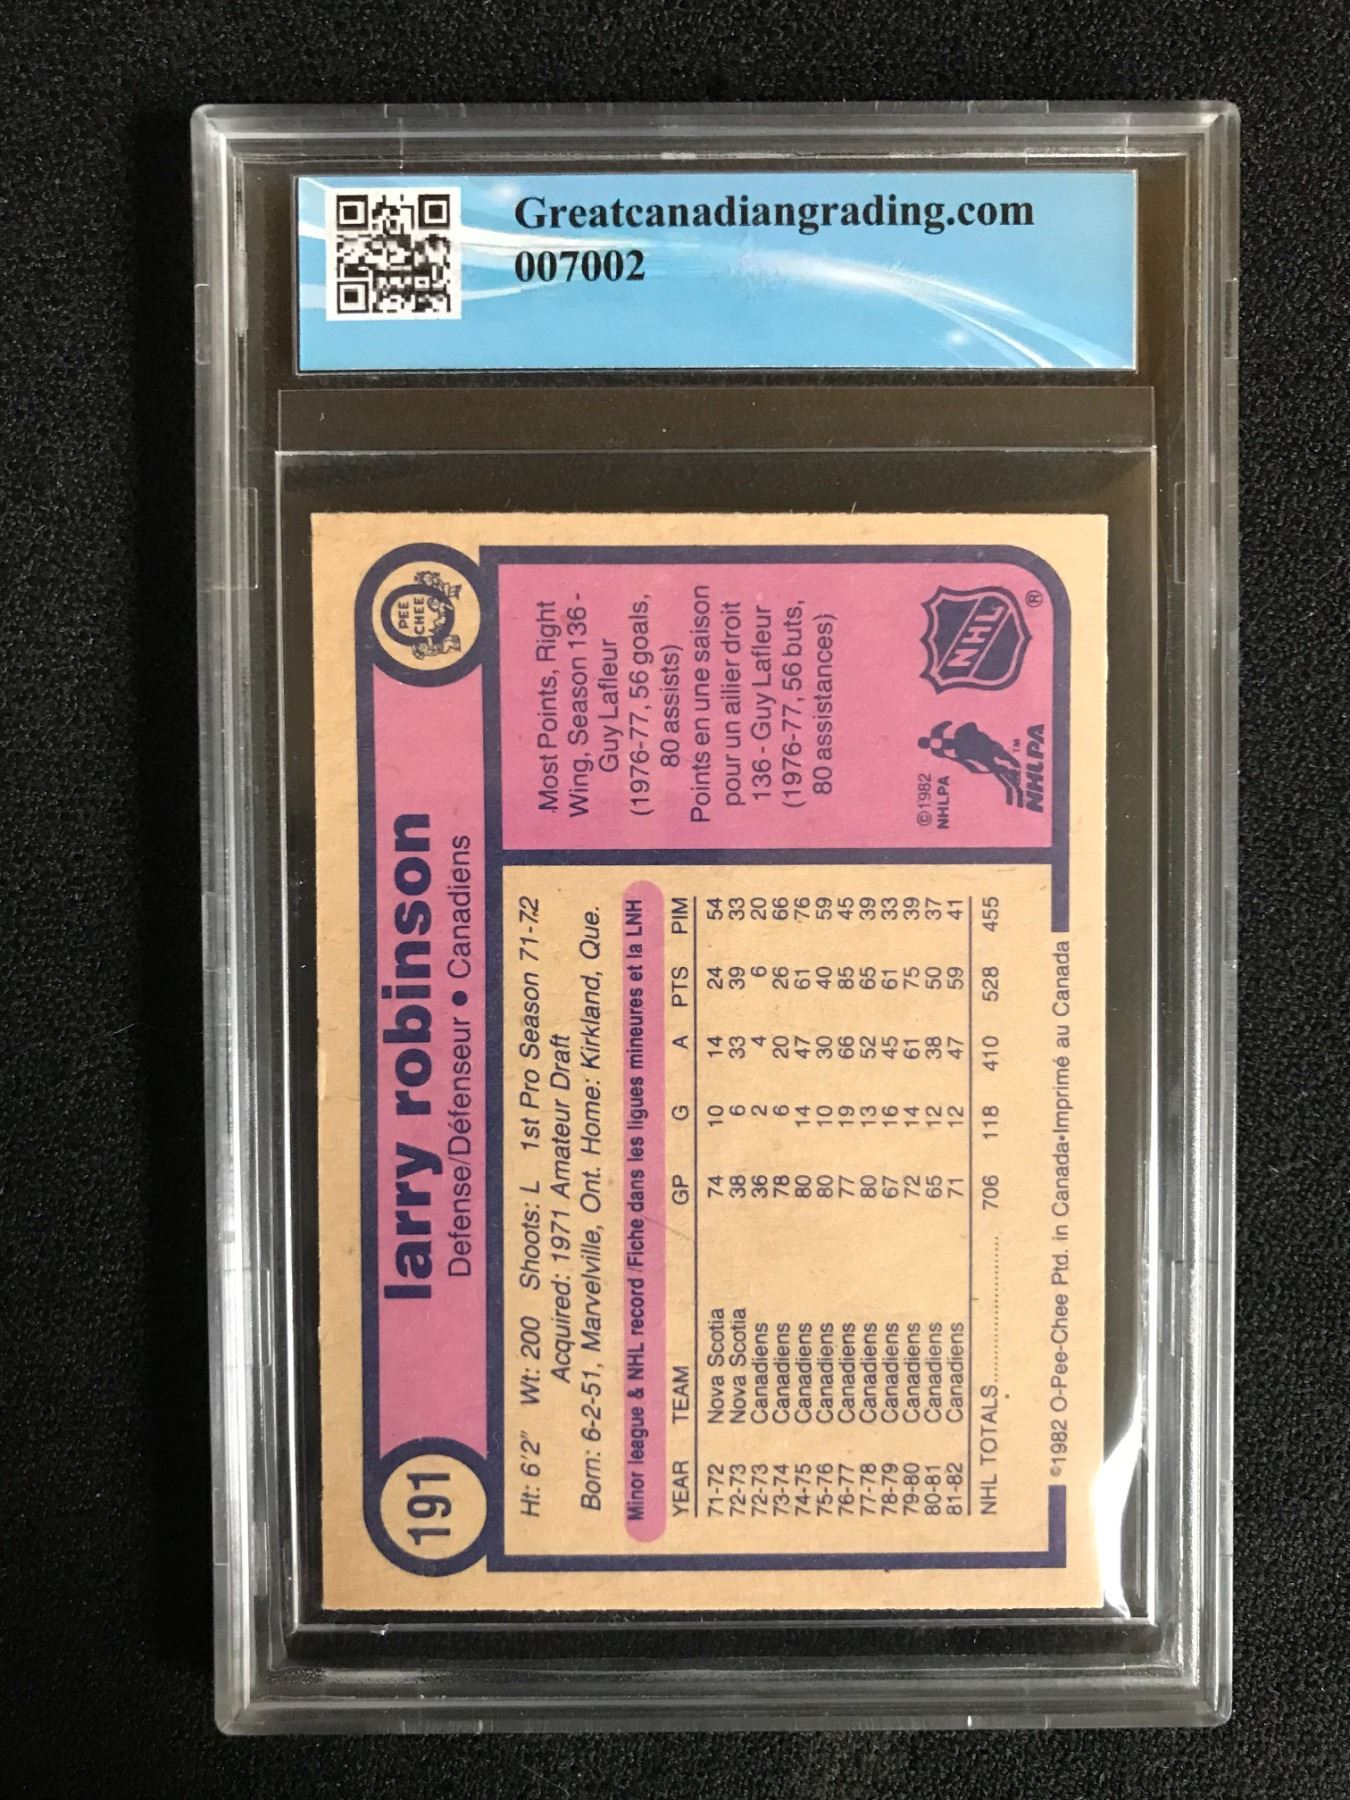 Greatcanadiangrading.com
007002
191
larry robinson
Defense/Défenseur • Canadiens
PEE
CHEE
Ht: 6'2" Wt: 200 Shoots: L 1st Pro Season 71-72
Acquired: 1971 Amateur Draft
Born: 6-2-51, Marvelville, Ont. Home: Kirkland, Que.
Minor league & NHL record/Fiche dans les ligues mineures et la LNH
YEAR TEAM GP G A PTS PIM
71-72 Nova Scotia 74 10 14 24 54
72-73 Nova Scotia 38 6 33 39 33
72-73 Canadiens 36 2 4 6 20
73-74 Canadiens 78 6 20 26 66
74-75 Canadiens 80 14 47 61 76
75-76 Canadiens 80 10 30 40 59
76-77 Canadiens 77 19 66 85 45
77-78 Canadiens 80 13 52 65 39
78-79 Canadiens 67 16 45 61 33
79-80 Canadiens 72 14 61 75 39
80-81 Canadiens 65 12 38 50 37
81-82 Canadiens 71 12 47 59 41
NHL TOTALS.................... 706 118 410 528 455
Most Points, Right
Wing, Season 136 -
Guy Lafleur
(1976-77, 56 goals,
80 assists)
Points en une saison
pour un ailier droit
136 - Guy Lafleur
(1976-77, 56 buts,
80 assistances)
©1982
NHLPA
NHLPA™
NHL®
©1982 O-Pee-Chee Ptd. in Canada•Imprimé au Canada